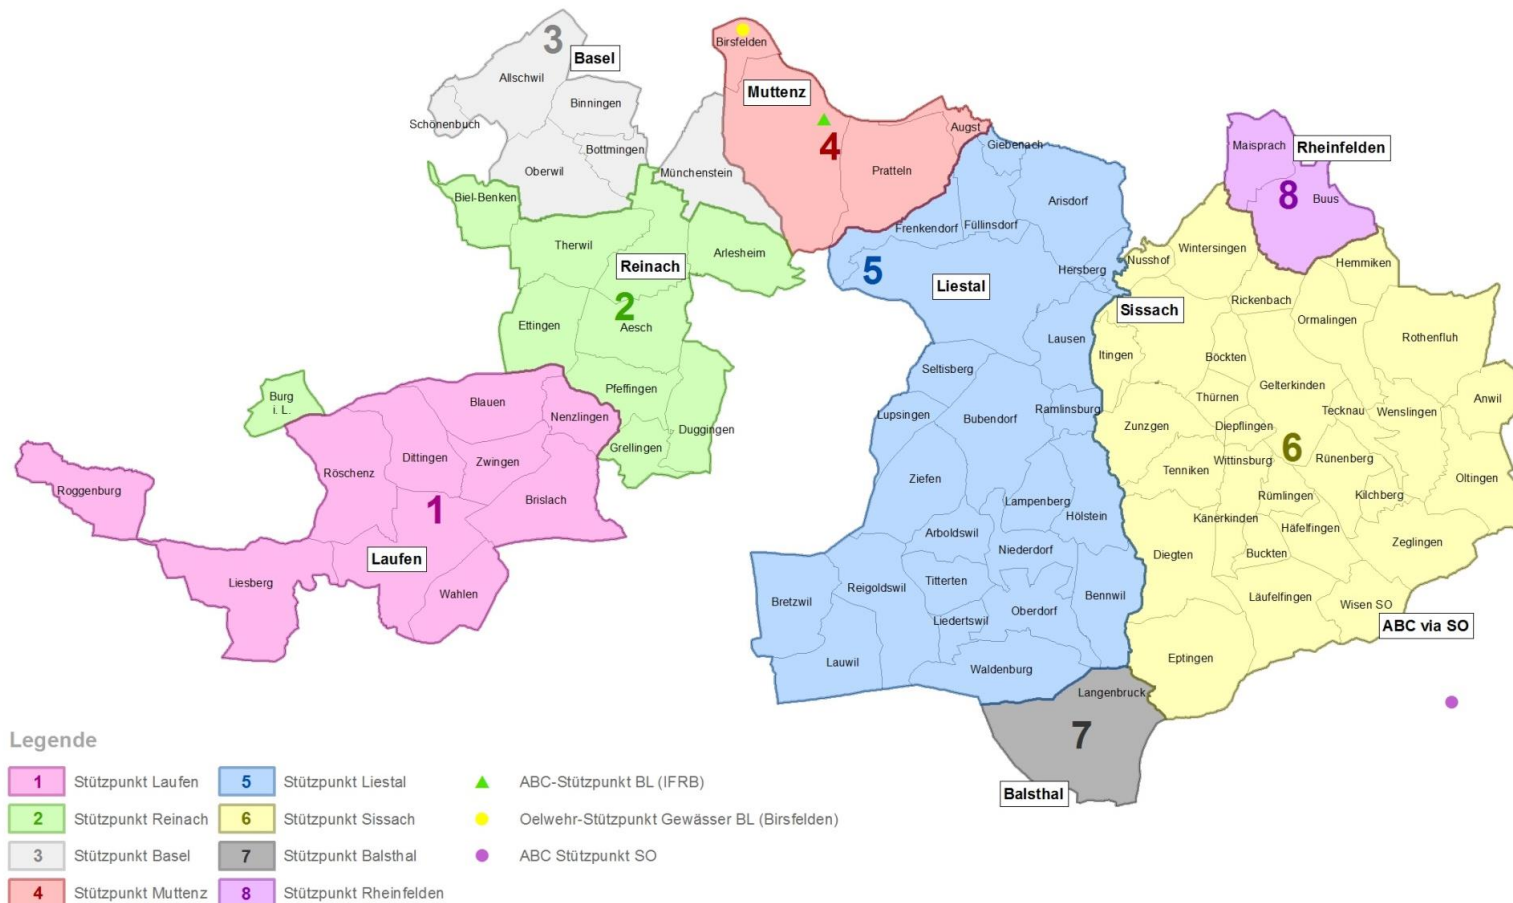 3
Basel
Allschwil
Binningen
Schönenbuch
Bottmingen
Oberwil
Münchenstein
Birsfelden
Muttenz
4
Augst
Pratteln
Giebenach
Maisprach
Rheinfelden
8
Buus
Biel-Benken
Therwil
Reinach
Arlesheim
2
Ettingen
Aesch
Pfeffingen
Duggingen
Grellingen
Burg
i. L.
Arisdorf
Füllinsdorf
Frenkendorf
5
Hersberg
Liestal
Lausen
Seltisberg
Lupsingen
Bubendorf
Ramlinsburg
Ziefen
Lampenberg
Hölstein
Arboldswil
Niederdorf
Titterten
Reigoldswil
Bretzwil
Bennwil
Oberdorf
Liedertswil
Lauwil
Waldenburg
Wintersingen
Nusshof
Hemmiken
Rickenbach
Sissach
Ormalingen
Rothenfluh
Itingen
Böckten
Gelterkinden
Thürnen
Tecknau
Wenslingen
Anwil
Zunzgen
Diepflingen
6
Tenniken
Wittinsburg
Rünenberg
Oltingen
Rümlingen
Kilchberg
Känerkinden
Häfelfingen
Zeglingen
Diegten
Buckten
Läufelfingen
Wisen SO
ABC via SO
Eptingen
Blauen
Nenzlingen
Röschenz
Dittingen
Zwingen
Brislach
Roggenburg
1
Laufen
Liesberg
Wahlen
Langenbruck
7
Balsthal
Legende
1 Stützpunkt Laufen
2 Stützpunkt Reinach
3 Stützpunkt Basel
4 Stützpunkt Muttenz
5 Stützpunkt Liestal
6 Stützpunkt Sissach
7 Stützpunkt Balsthal
8 Stützpunkt Rheinfelden
ABC-Stützpunkt BL (IFRB)
Oelwehr-Stützpunkt Gewässer BL (Birsfelden)
ABC Stützpunkt SO